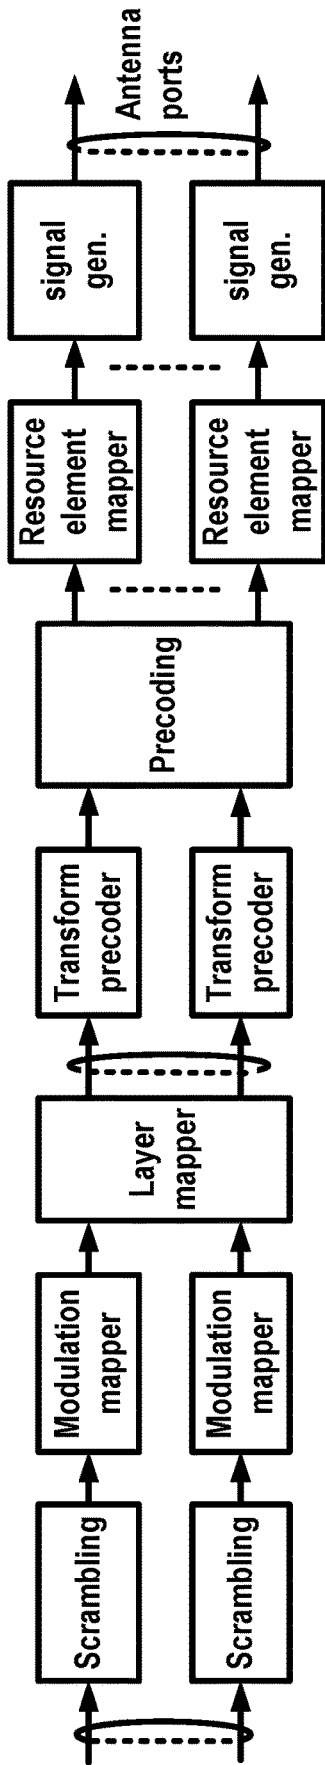 Scrambling
Scrambling
Modulation
mapper
Modulation
mapper
Layer
mapper
Transform
precoder
Transform
precoder
Precoding
Resource
element
mapper
Resource
element
mapper
signal
gen.
signal
gen.
Antenna
ports